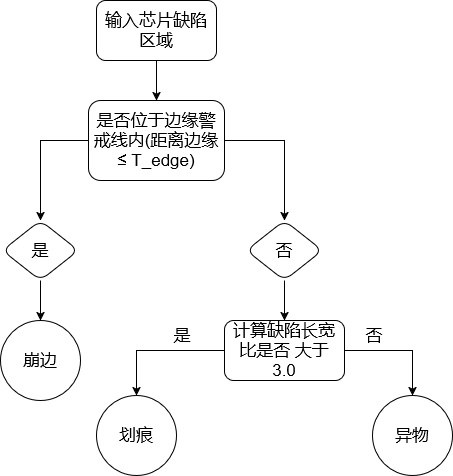 输入芯片缺陷
区域
是否位于边缘警
戒线内(距离边缘
≤ T_edge)
是
否
崩边
计算缺陷长宽
比是否 大于
3.0
是
否
划痕
异物